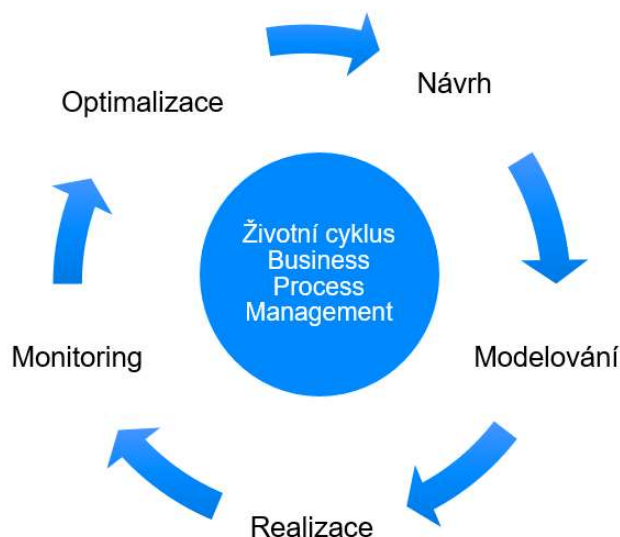 Návrh
Optimalizace
Životní cyklus
Business
Process
Management
Monitoring
Modelování
Realizace